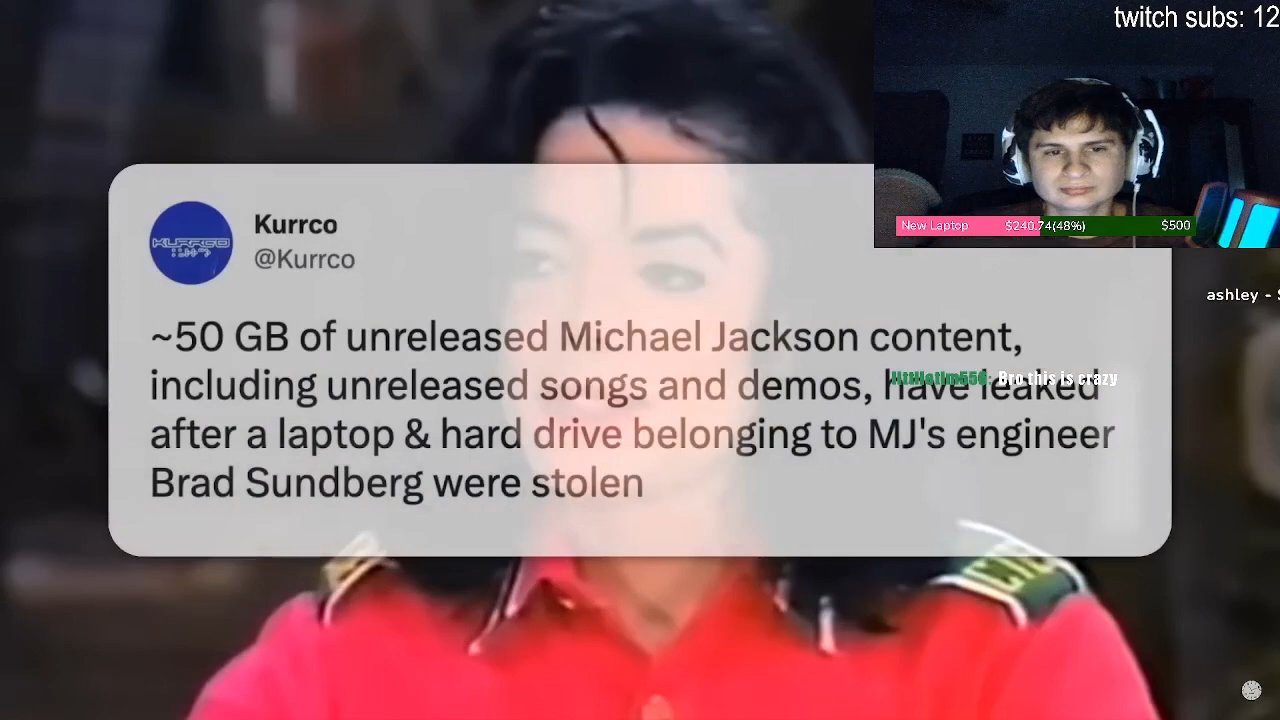 twitch subs: 12
New Laptop $240.74(48%) $500
Kurrco
@Kurrco
KURRCO
ashley -
~50 GB of unreleased Michael Jackson content,
including unreleased songs and demos, have leaked
Bro this is crazy
after a laptop & hard drive belonging to MJ's engineer
Brad Sundberg were stolen